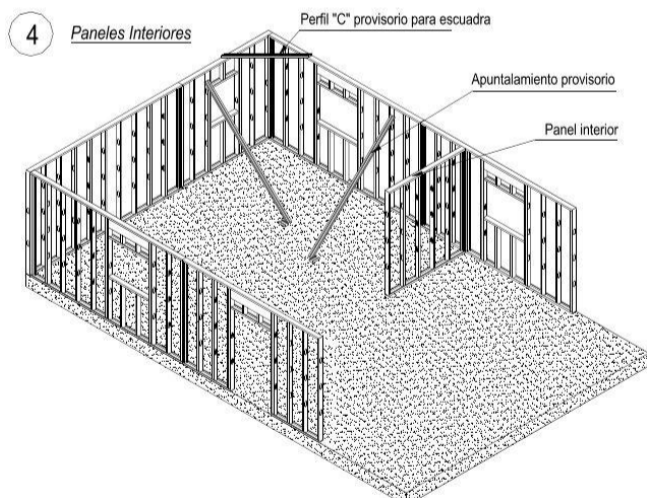 4 Paneles Interiores
Perfil "C" provisorio para escuadra
Apuntalamiento provisorio
Panel interior